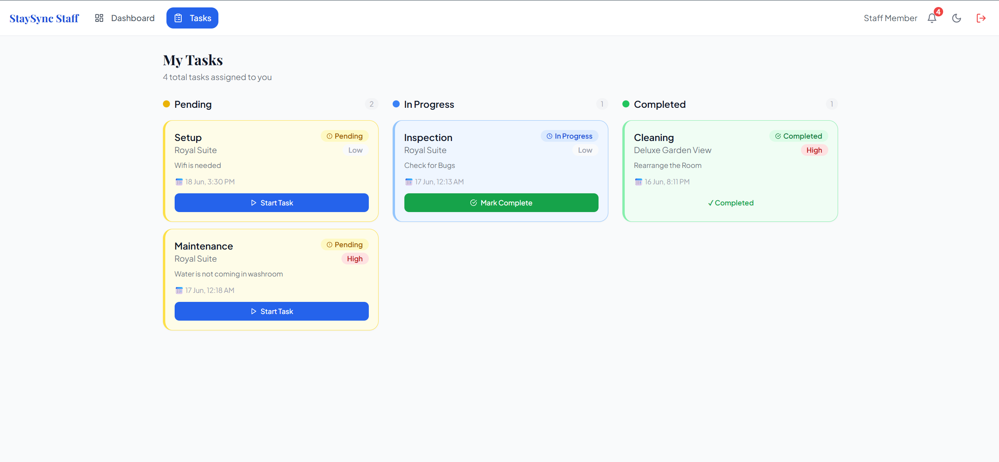 StaySync Staff
Dashboard
Tasks
Staff Member
4
My Tasks
4 total tasks assigned to you
Pending
2
Setup
Pending
Royal Suite
Low
Wifi is needed
18 Jun, 3:30 PM
Start Task
Maintenance
Pending
Royal Suite
High
Water is not coming in washroom
17 Jun, 12:18 AM
Start Task
In Progress
1
Inspection
In Progress
Royal Suite
Low
Check for Bugs
17 Jun, 12:13 AM
Mark Complete
Completed
1
Cleaning
Completed
Deluxe Garden View
High
Rearrange the Room
16 Jun, 8:11 PM
✓ Completed